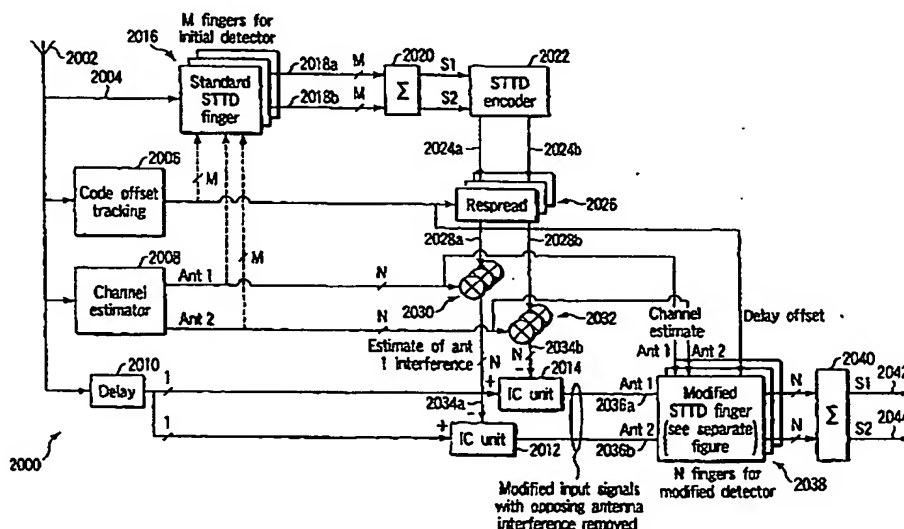 M fingers for
initial detector
2002
2016
2004
Standard
STTD
finger
2018a
M
2018b
M
2020
Σ
S1
S2
2022
STTD
encoder
2024a
2024b
2006
Code offset
tracking
M
Respread
2026
2028a
2028b
2008
Channel
estimator
Ant 1
Ant 2
M
N
N
2030
2032
Channel
estimate
Ant 1
Ant 2
Delay offset
Estimate of ant
1 interference
N
N
2034b
2034a
2010
Delay
1
1
+
-
2014
IC unit
+
-
IC unit
2012
Ant 1
2036a
Ant 2
2036b
Modified
STTD finger
(see separate
figure)
N
N
2040
Σ
S1
2042
S2
2044
2000
Modified input signals
with opposing antenna
interference removed
N fingers for
modified detector
2038